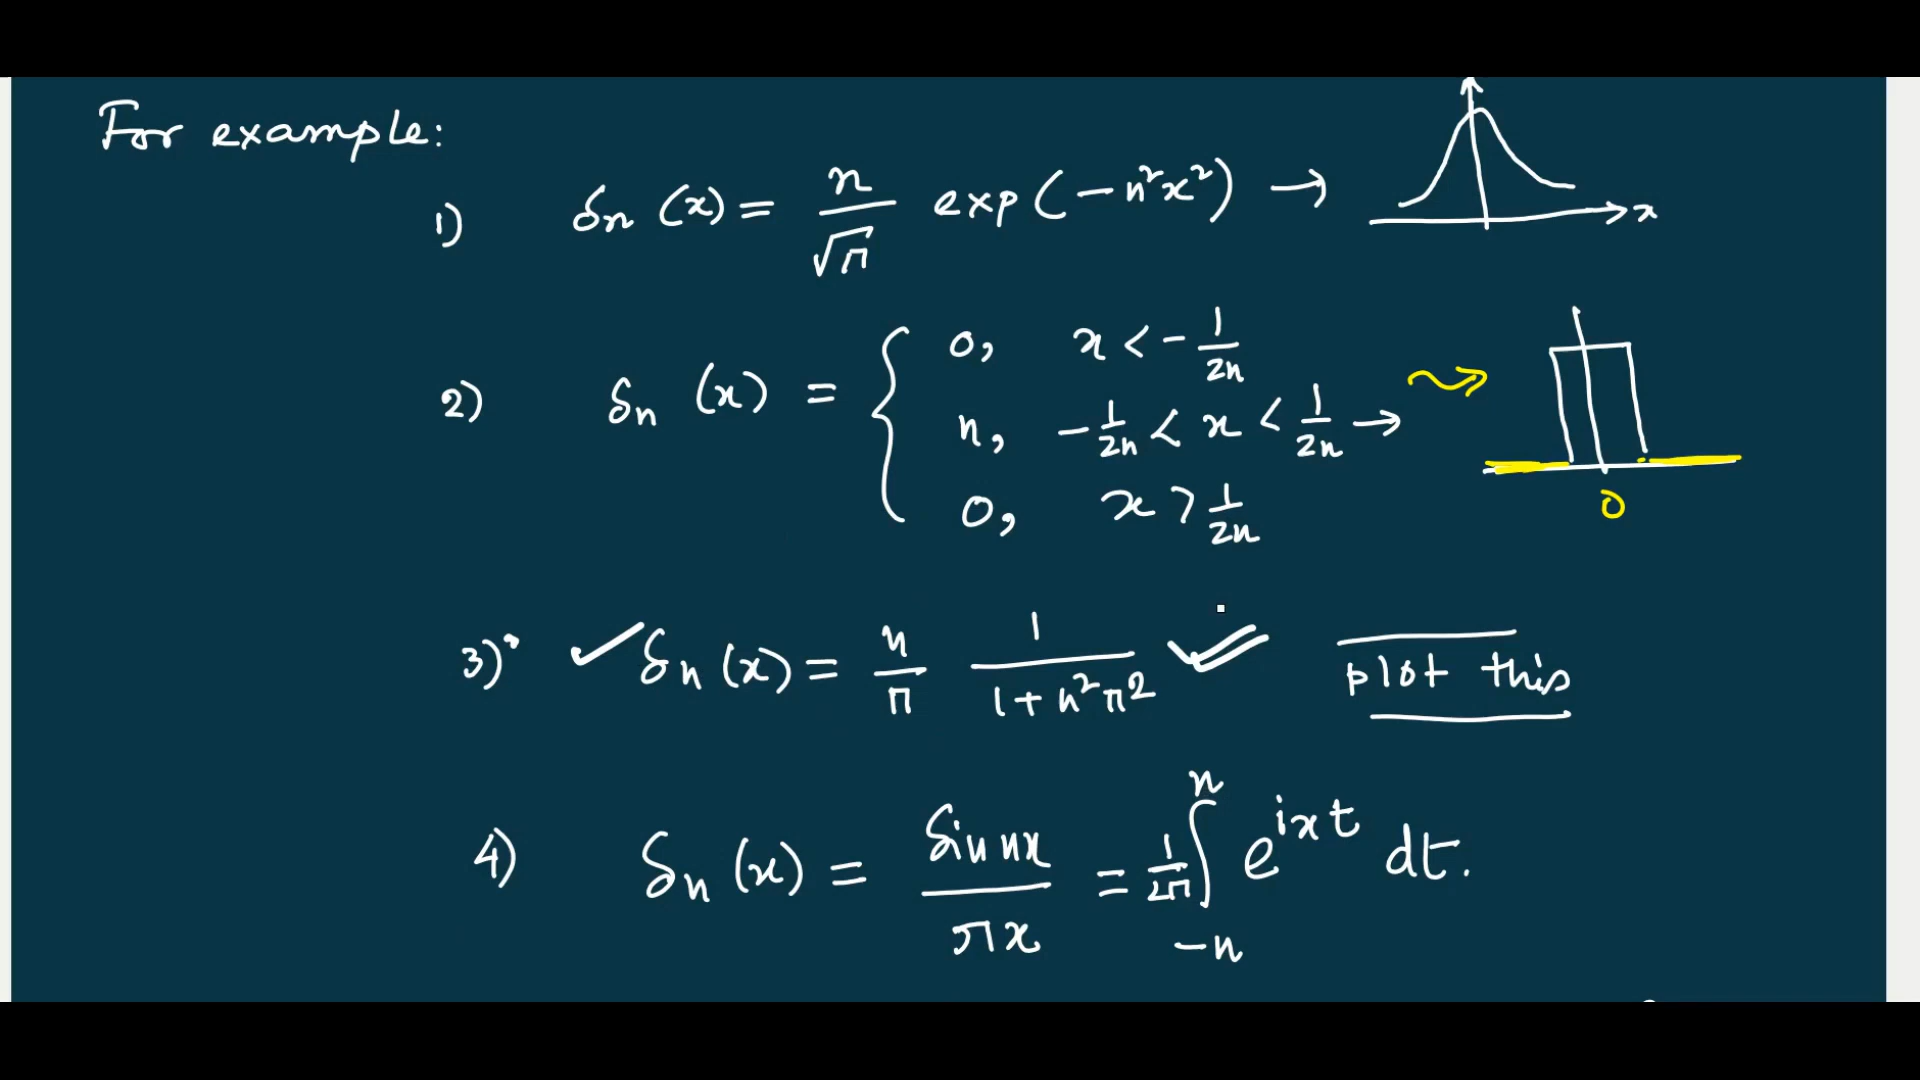 For example:
1) δn (x) = n/√π exp(-n²x²) → x
2) δn (x) = { 0, x < -1/2n
n, -1/2n < x < 1/2n →
0, x > 1/2n
0
3) δn (x) = n/π 1/(1+n²π²) plot this
4) δn (x) = sin nx/πx = 1/2π ∫₋ₙⁿ e^{ixt} dt.